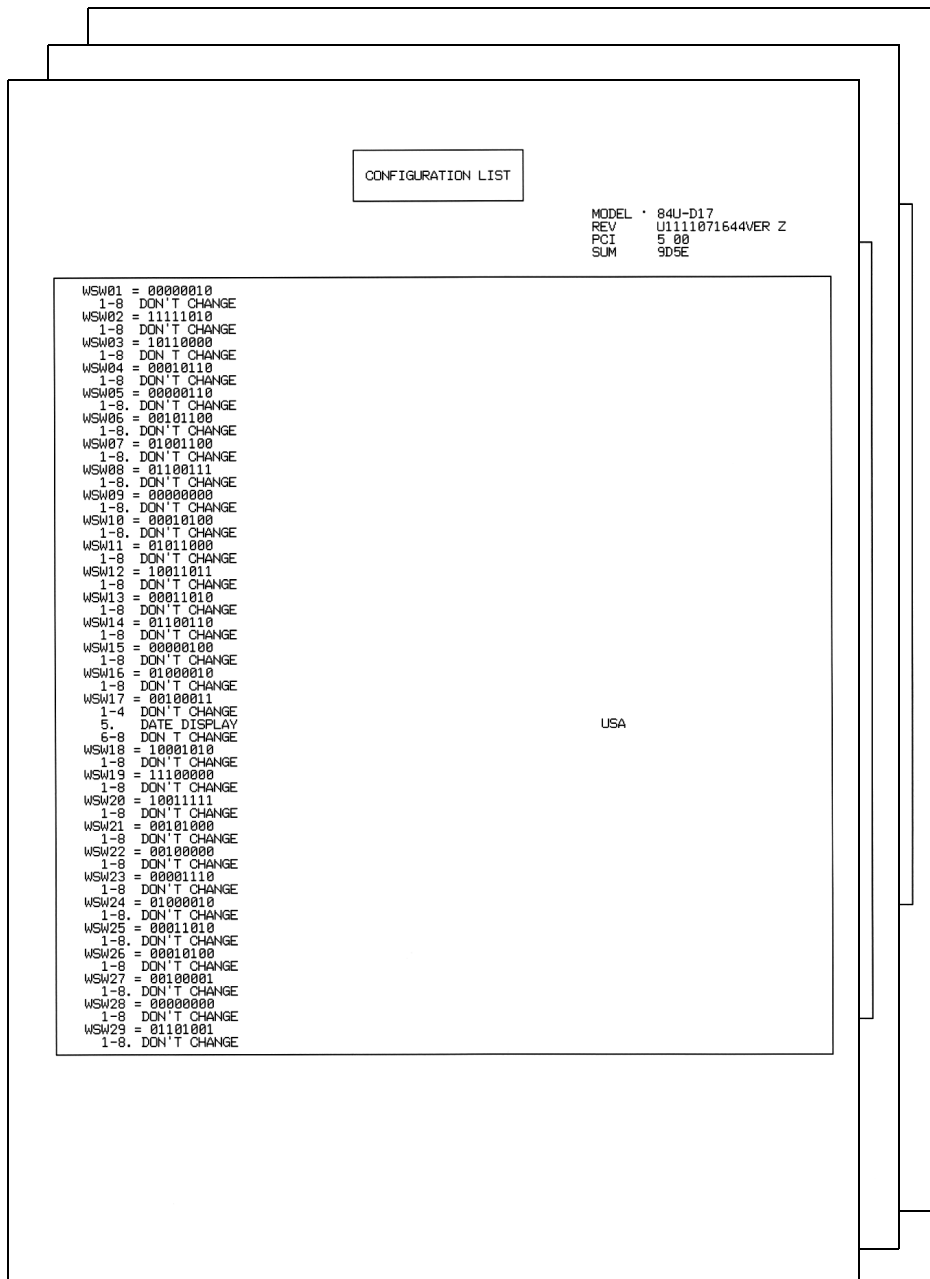 CONFIGURATION LIST
MODEL · 84U-D17
REV U1111071644VER Z
PCI 5 00
SUM 9D5E
WSW01 = 00000010
1-8 DON'T CHANGE
WSW02 = 11111010
1-8 DON'T CHANGE
WSW03 = 10110000
1-8 DON T CHANGE
WSW04 = 00010110
1-8 DON'T CHANGE
WSW05 = 00000110
1-8. DON'T CHANGE
WSW06 = 00101100
1-8. DON'T CHANGE
WSW07 = 01001100
1-8. DON'T CHANGE
WSW08 = 01100111
1-8. DON'T CHANGE
WSW09 = 00000000
1-8. DON'T CHANGE
WSW10 = 00010100
1-8. DON'T CHANGE
WSW11 = 01011000
1-8 DON'T CHANGE
WSW12 = 10011011
1-8 DON'T CHANGE
WSW13 = 00011010
1-8 DON'T CHANGE
WSW14 = 01100110
1-8 DON'T CHANGE
WSW15 = 00000100
1-8 DON'T CHANGE
WSW16 = 01000010
1-8 DON'T CHANGE
WSW17 = 00100011
1-4 DON'T CHANGE
5. DATE DISPLAY USA
6-8 DON T CHANGE
WSW18 = 10001010
1-8 DON'T CHANGE
WSW19 = 11100000
1-8 DON'T CHANGE
WSW20 = 10011111
1-8 DON'T CHANGE
WSW21 = 00101000
1-8 DON'T CHANGE
WSW22 = 00100000
1-8 DON'T CHANGE
WSW23 = 00001110
1-8 DON'T CHANGE
WSW24 = 01000010
1-8. DON'T CHANGE
WSW25 = 00011010
1-8. DON'T CHANGE
WSW26 = 00010100
1-8 DON'T CHANGE
WSW27 = 00100001
1-8. DON'T CHANGE
WSW28 = 00000000
1-8 DON'T CHANGE
WSW29 = 01101001
1-8. DON'T CHANGE